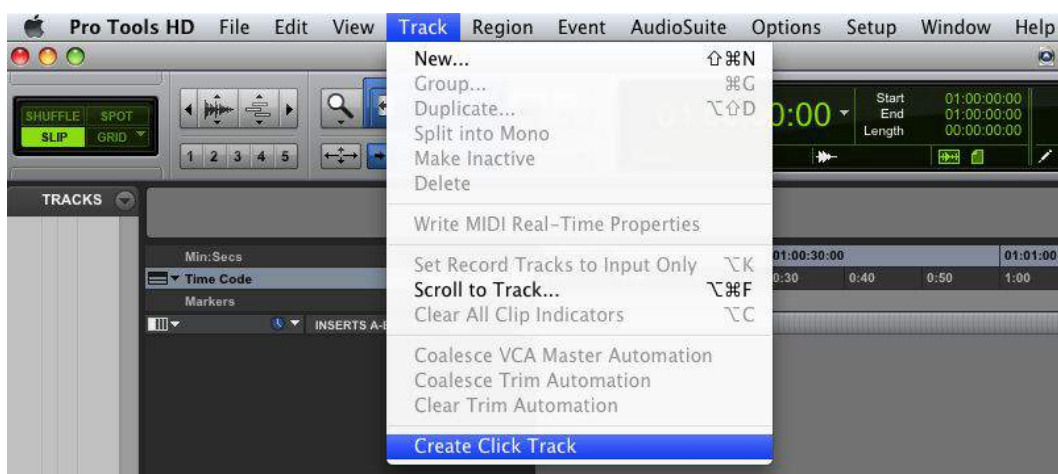 Pro Tools HD File Edit View Track Region Event AudioSuite Options Setup Window Help
New... ⇧⌘N
Group... ⌘G
Duplicate... ⌥⇧D
Split into Mono
Make Inactive
Delete
Write MIDI Real-Time Properties
Set Record Tracks to Input Only ⌥K
Scroll to Track... ⌥⌘F
Clear All Clip Indicators ⌥C
Coalesce VCA Master Automation
Coalesce Trim Automation
Clear Trim Automation
Create Click Track
SHUFFLE SPOT
SLIP GRID
1 2 3 4 5
Start 01:00:00:00
End 01:00:00:00
Length 00:00:00:00
TRACKS
Min:Secs
Time Code 01:00:30:00 01:01:00
0:40 0:50 1:00
Markers
INSERTS A-